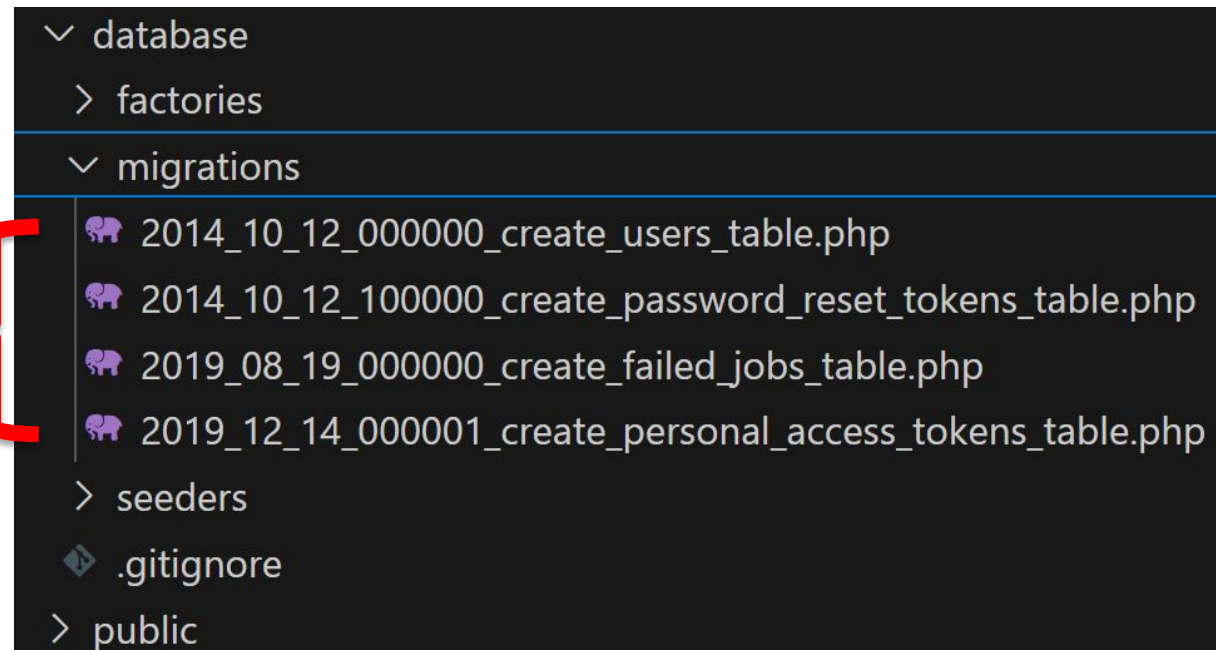 database
factories
migrations
2014_10_12_000000_create_users_table.php
2014_10_12_100000_create_password_reset_tokens_table.php
2019_08_19_000000_create_failed_jobs_table.php
2019_12_14_000001_create_personal_access_tokens_table.php
seeders
.gitignore
public